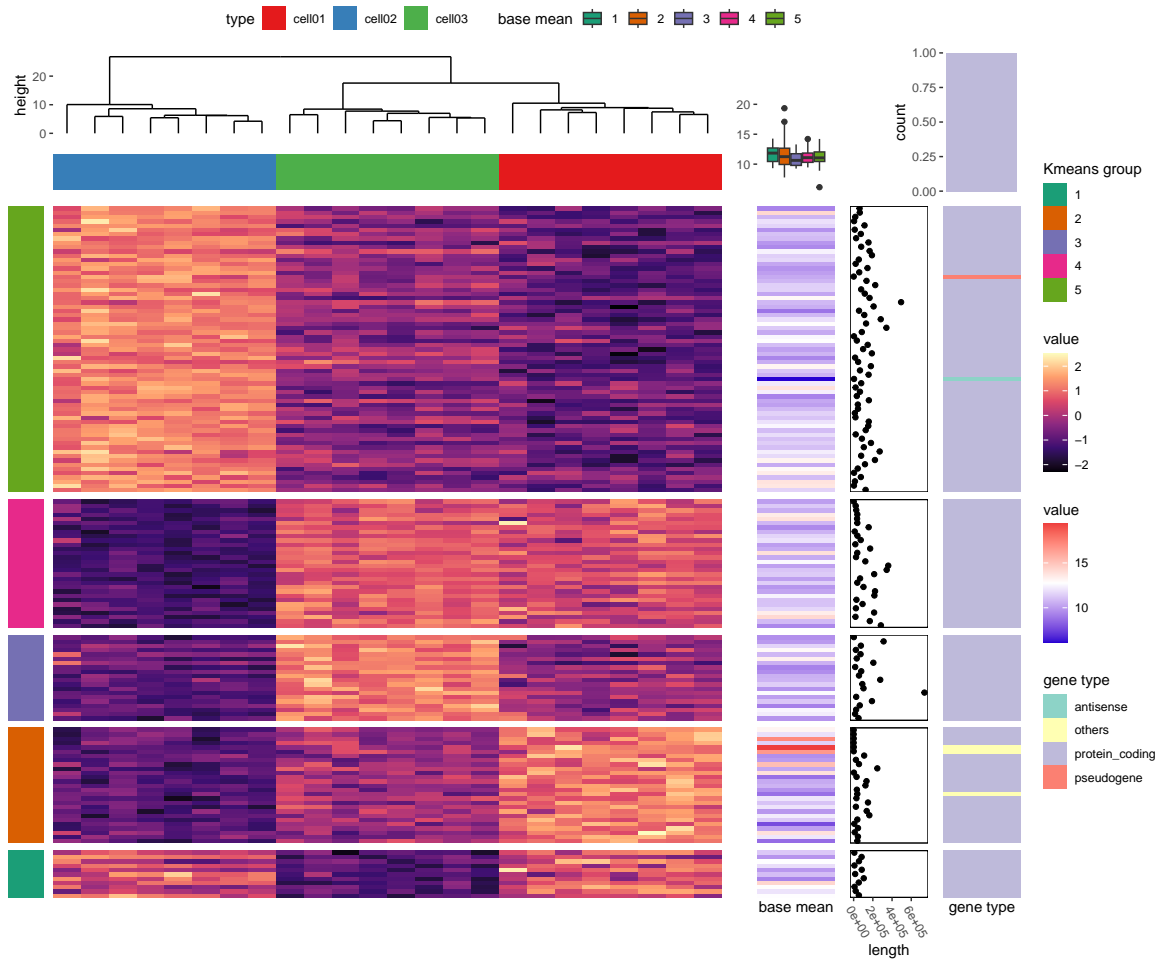 type cell01 cell02 cell03 base mean 1 2 3 4 5
height
20
10
0
20
15
10
count
1.00
0.75
0.50
0.25
0.00
Kmeans group
1
2
3
4
5
value
2
1
0
−1
−2
value
15
10
gene type
antisense
others
protein_coding
pseudogene
base mean
0e+00
2e+05
4e+05
6e+05
length
gene type